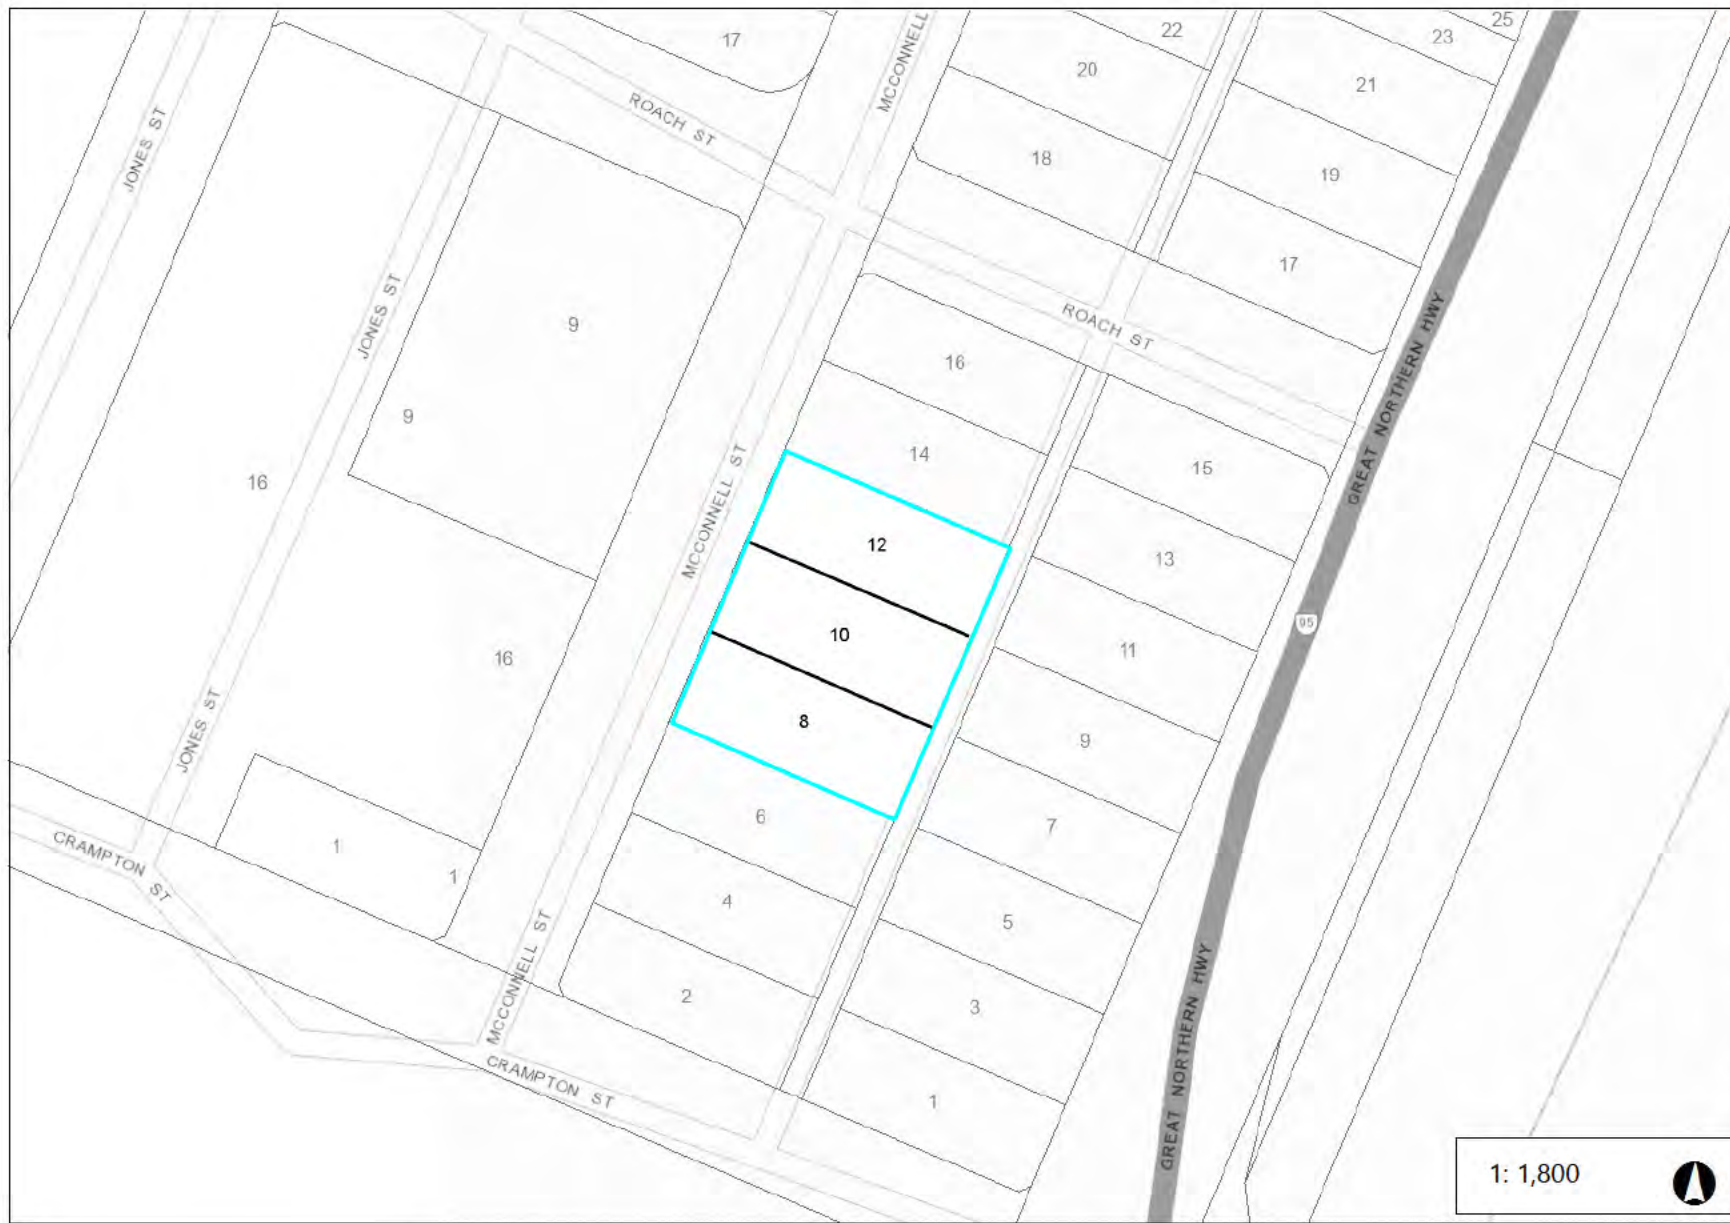 17
MCCONNELL
22
25
23
20
21
JONES ST
ROACH ST
18
19
17
JONES ST
9
ROACH ST
GREAT NORTHERN HWY
16
9
14
15
16
MCCONNELL ST
12
13
95
10
11
16
8
9
JONES ST
6
7
CRAMPTON ST
1
1
4
5
MCCONNELL ST
2
3
GREAT NORTHERN HWY
CRAMPTON ST
1
1: 1,800